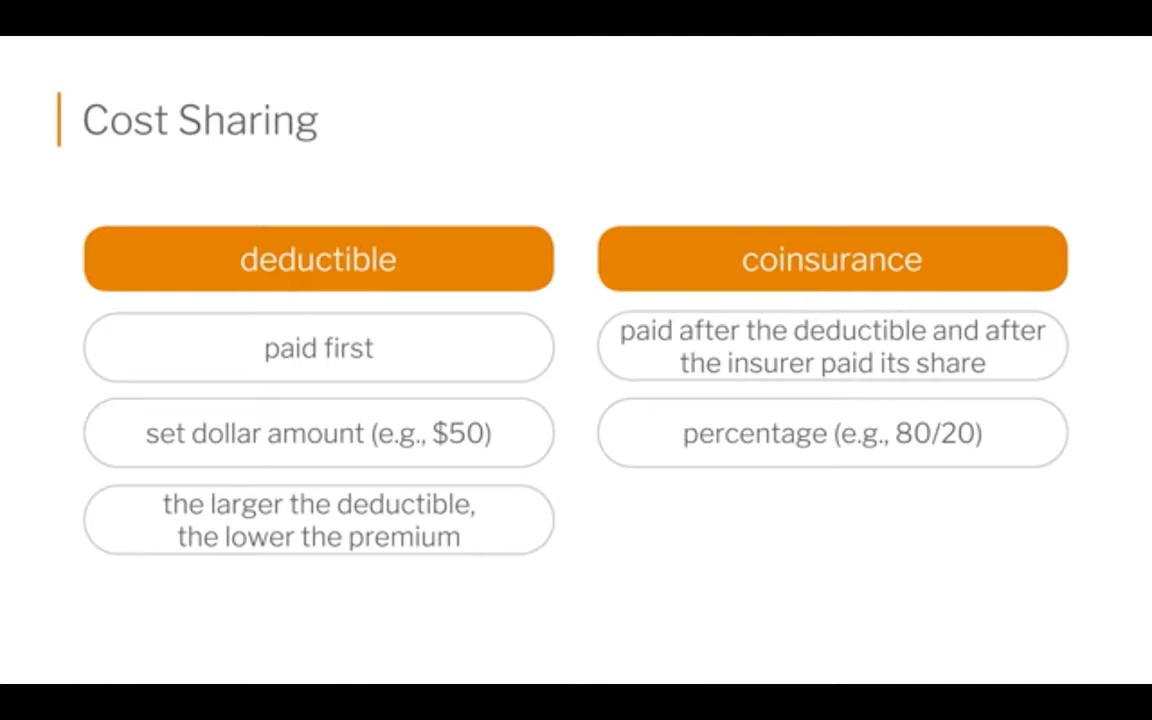 Cost Sharing
deductible
paid first
set dollar amount (e.g., $50)
the larger the deductible,
the lower the premium
coinsurance
paid after the deductible and after
the insurer paid its share
percentage (e.g., 80/20)